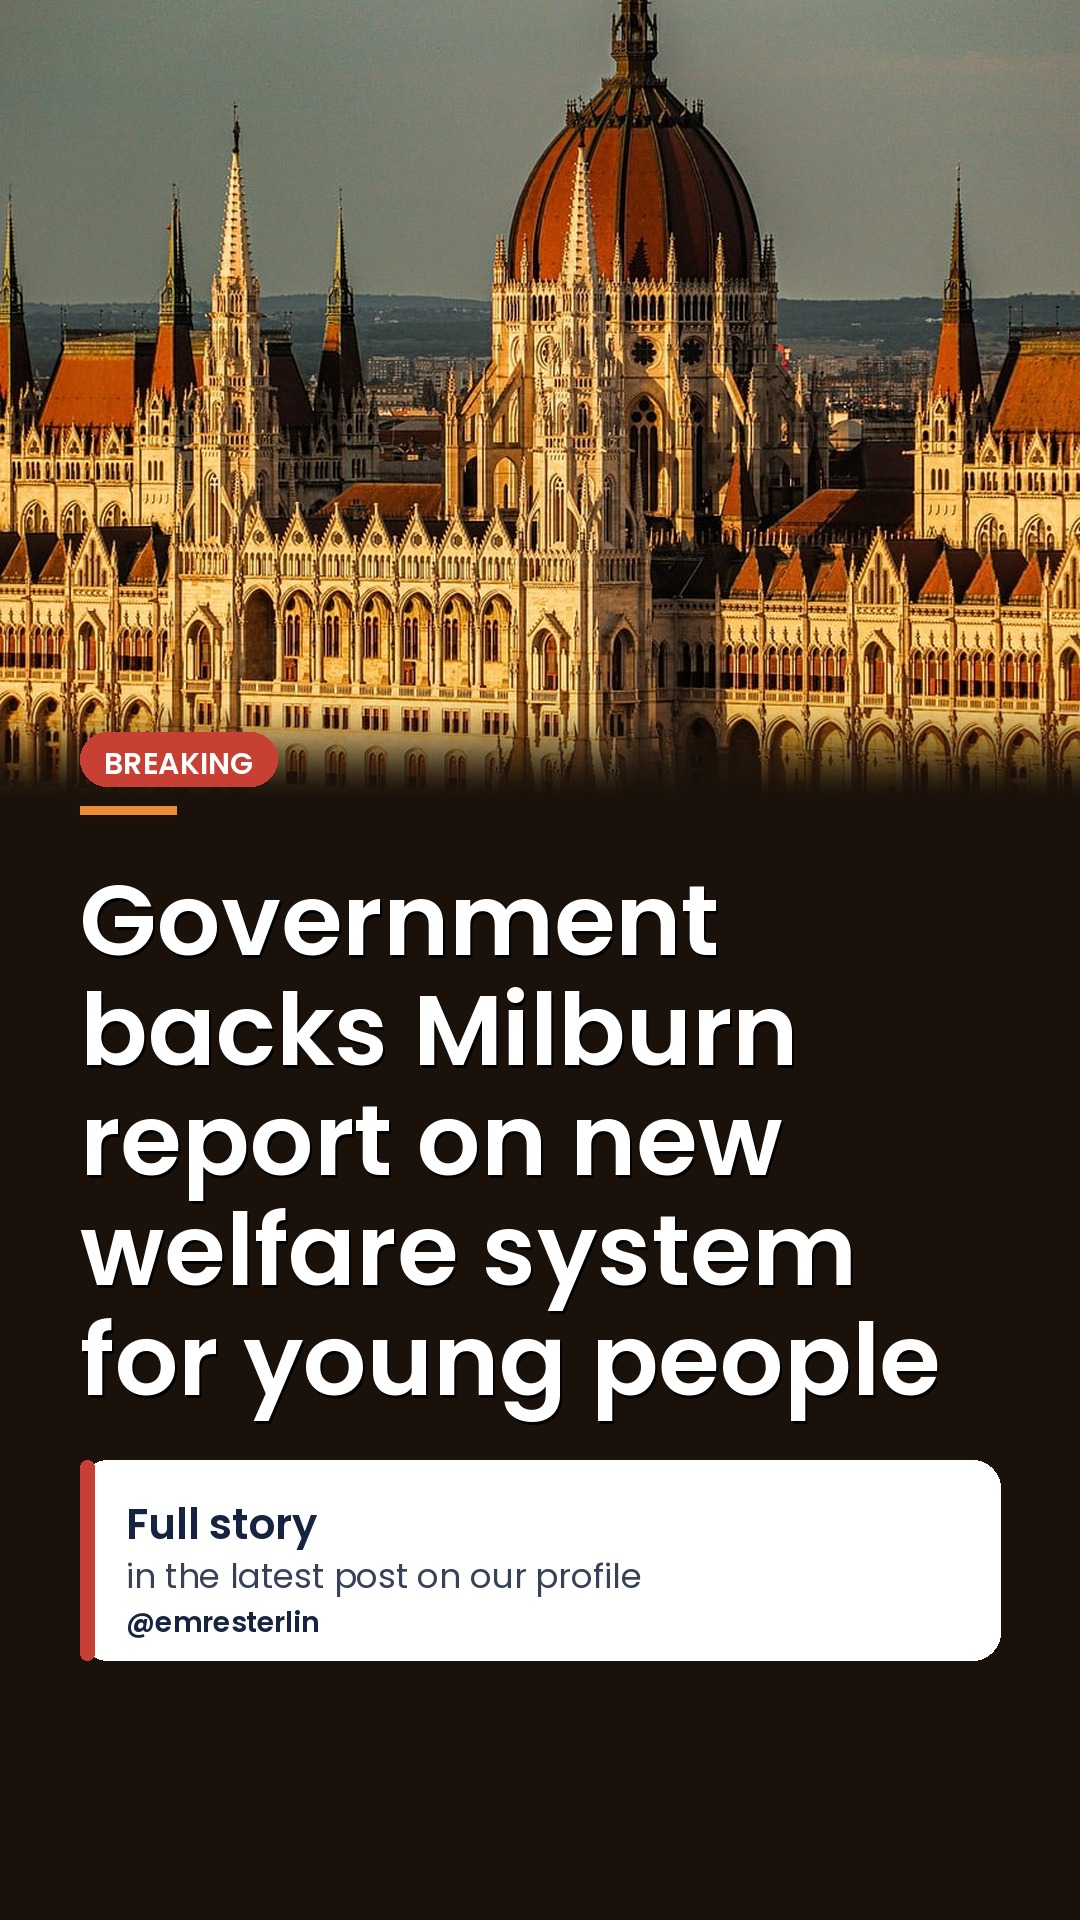 BREAKING
Government
backs Milburn
report on new
welfare system
for young people
Full story
in the latest post on our profile
@emresterlin